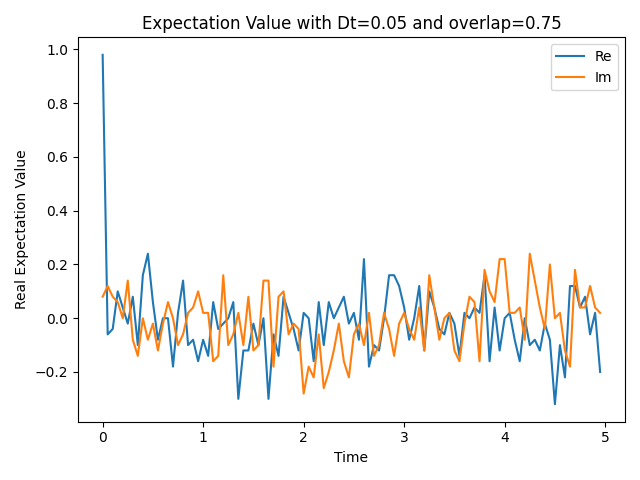 Expectation Value with Dt=0.05 and overlap=0.75
Re
Im
Real Expectation Value
1.0
0.8
0.6
0.4
0.2
0.0
−0.2
0 1 2 3 4 5
Time